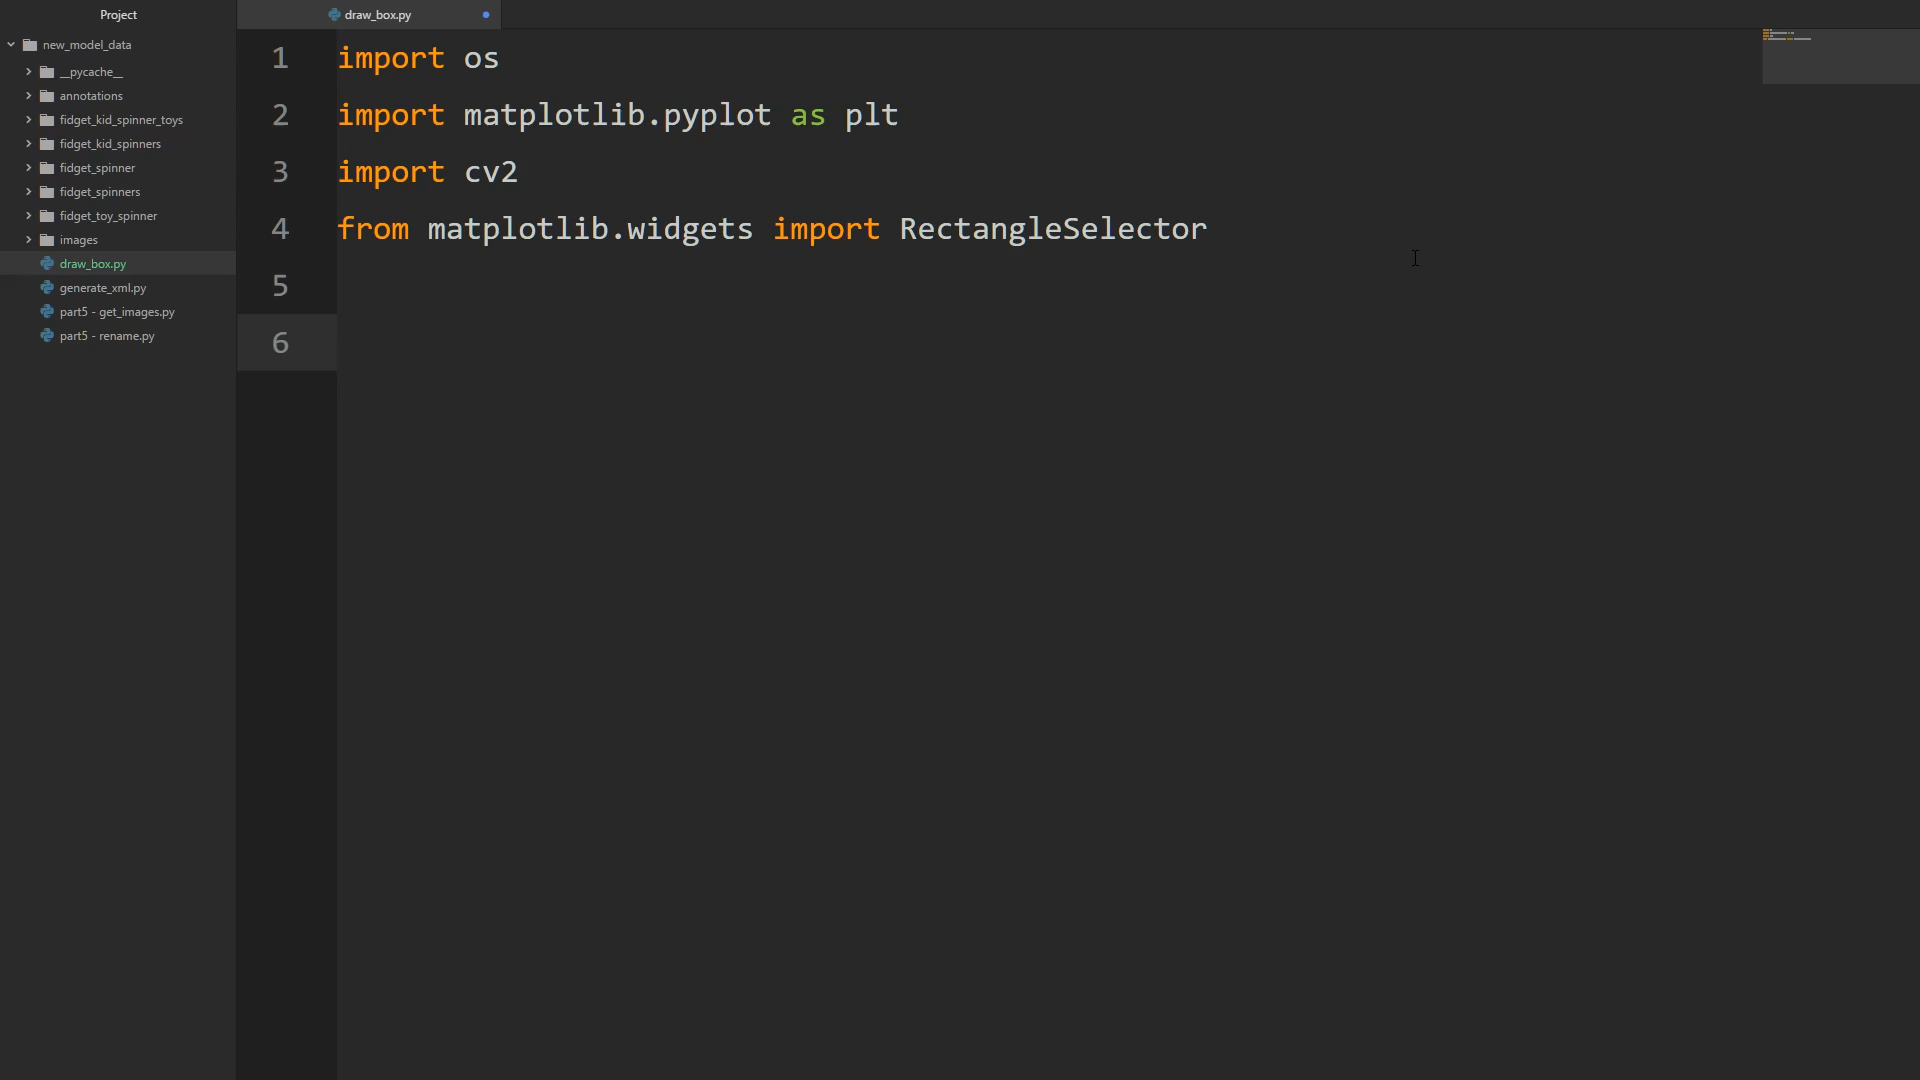 Project
new_model_data
__pycache__
annotations
fidget_kid_spinner_toys
fidget_kid_spinners
fidget_spinner
fidget_spinners
fidget_toy_spinner
images
draw_box.py
generate_xml.py
part5 - get_images.py
part5 - rename.py
draw_box.py
1 import os
2 import matplotlib.pyplot as plt
3 import cv2
4 from matplotlib.widgets import RectangleSelector
5
6